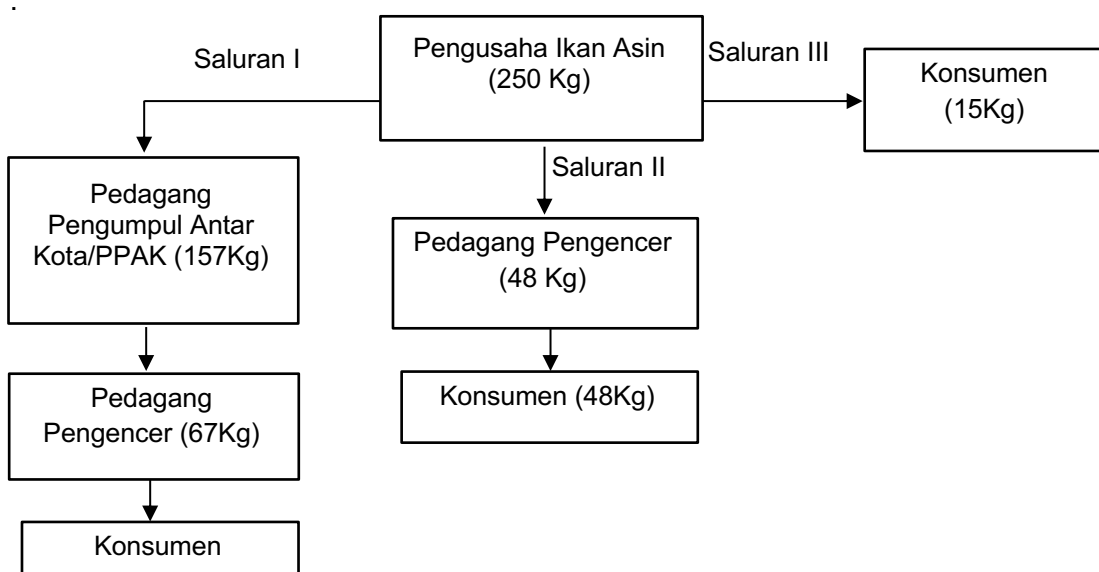 .
Saluran I
Pengusaha Ikan Asin
(250 Kg)
Saluran III
Konsumen
(15Kg)
Saluran II
Pedagang
Pengumpul Antar
Kota/PPAK (157Kg)
Pedagang Pengencer
(48 Kg)
Pedagang
Pengencer (67Kg)
Konsumen (48Kg)
Konsumen